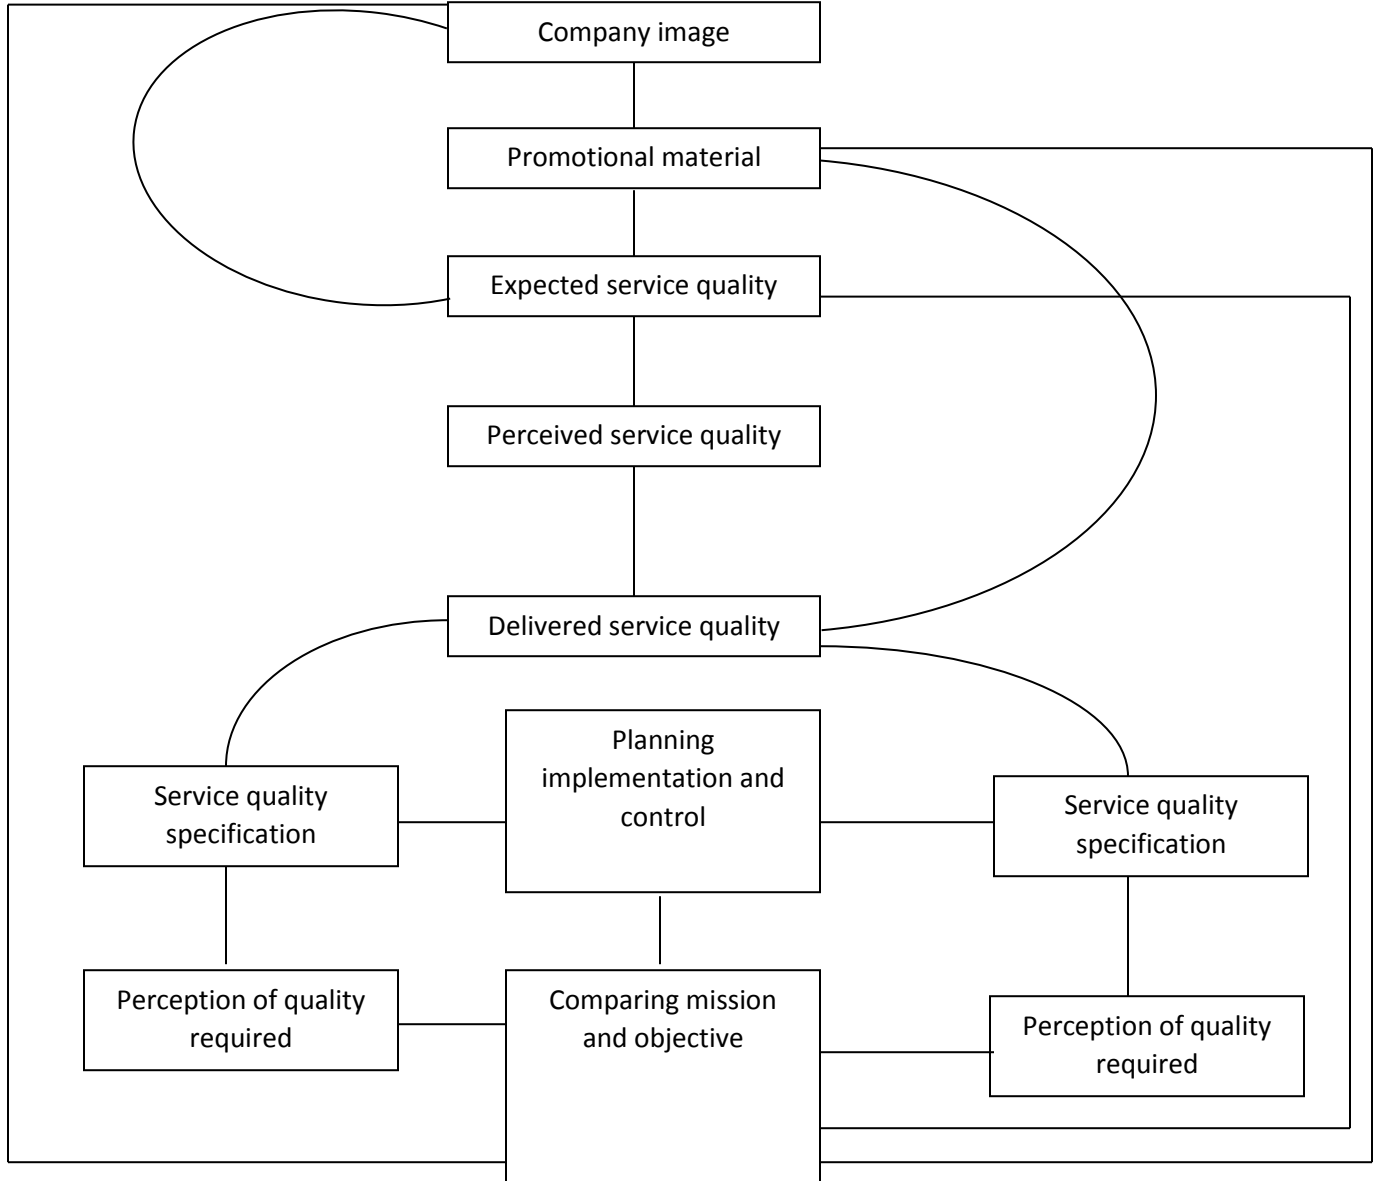 Company image
Promotional material
Expected service quality
Perceived service quality
Delivered service quality
Planning
implementation and
control
Service quality
specification
Service quality
specification
Perception of quality
required
Comparing mission
and objective
Perception of quality
required